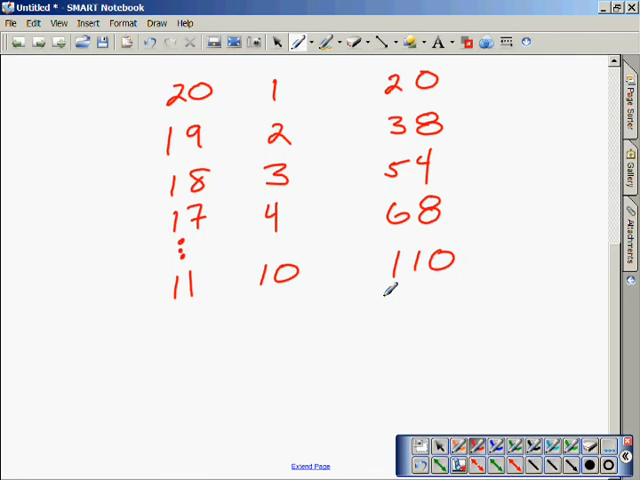 Untitled * - SMART Notebook
File Edit View Insert Format Draw Help
20 1 20
19 2 38
18 3 54
17 4 68
11 10 110
Page Sorter
Gallery
Attachments
Extend Page